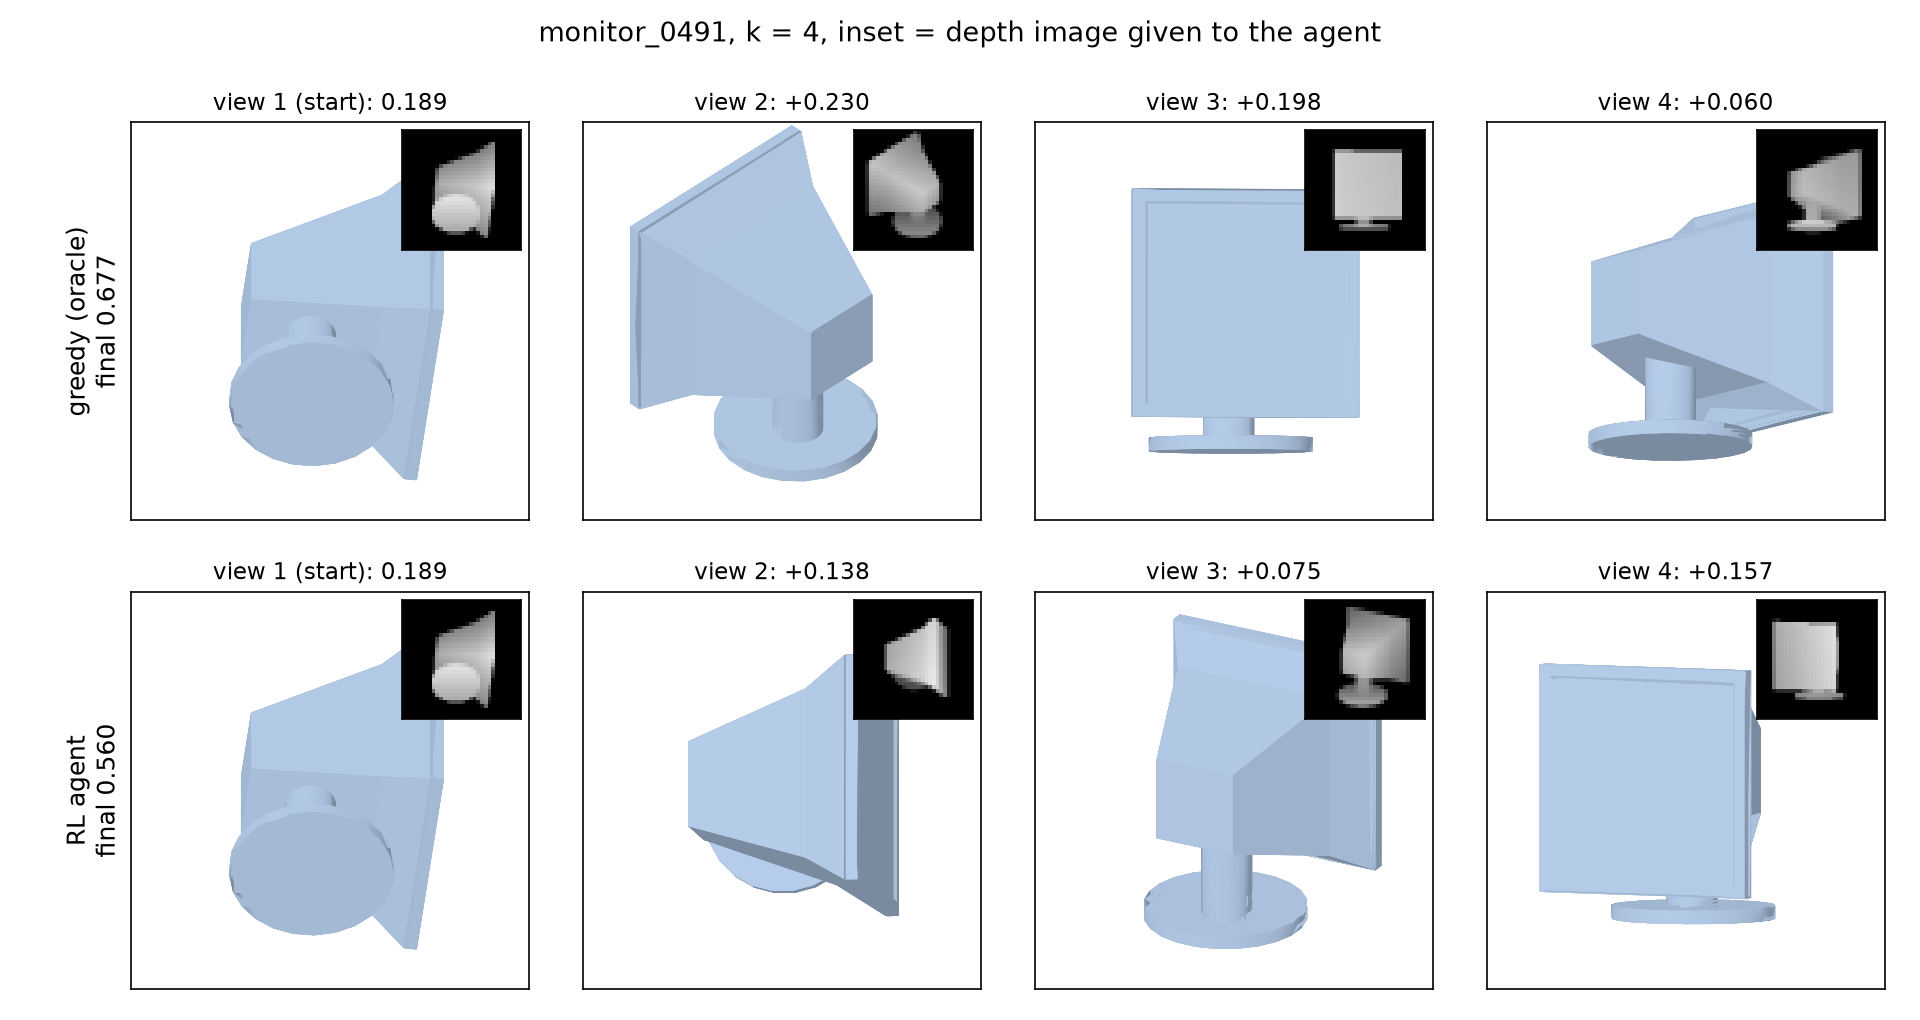 monitor_0491, k = 4, inset = depth image given to the agent
view 1 (start): 0.189
view 2: +0.230
view 3: +0.198
view 4: +0.060
greedy (oracle)
final 0.677
view 1 (start): 0.189
view 2: +0.138
view 3: +0.075
view 4: +0.157
RL agent
final 0.560